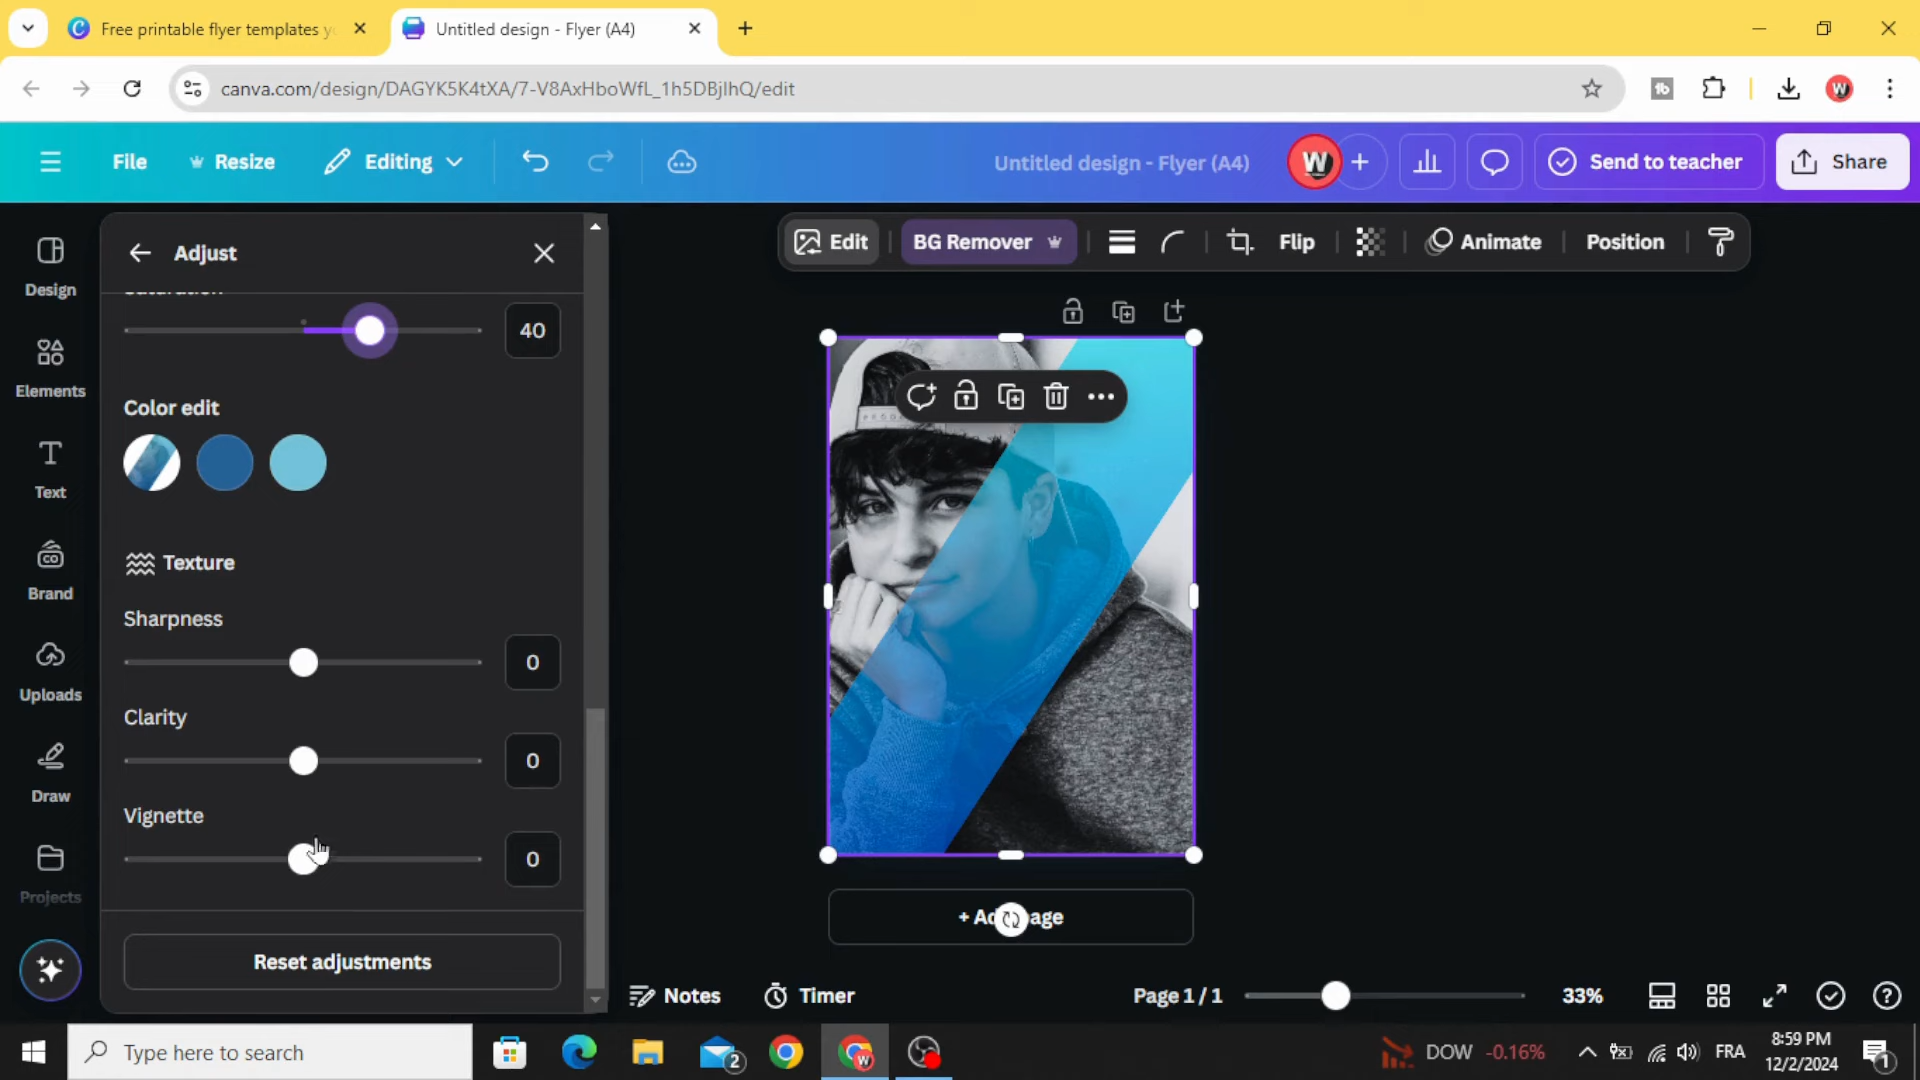 Free printable flyer templates y
Untitled design - Flyer (A4)
canva.com/design/DAGYK5K4tXA/7-V8AxHboWfL_1h5DBjlhQ/edit
File
Resize
Editing
Untitled design - Flyer (A4)
W
Send to teacher
Share
Design
Elements
Text
Brand
Uploads
Draw
Projects
Adjust
Saturation
40
Color edit
Texture
Sharpness
0
Clarity
0
Vignette
0
Reset adjustments
Edit
BG Remover
Flip
Animate
Position
Notes
Timer
Page 1 / 1
33%
Type here to search
2
DOW -0.16%
FRA
8:59 PM
12/2/2024
1